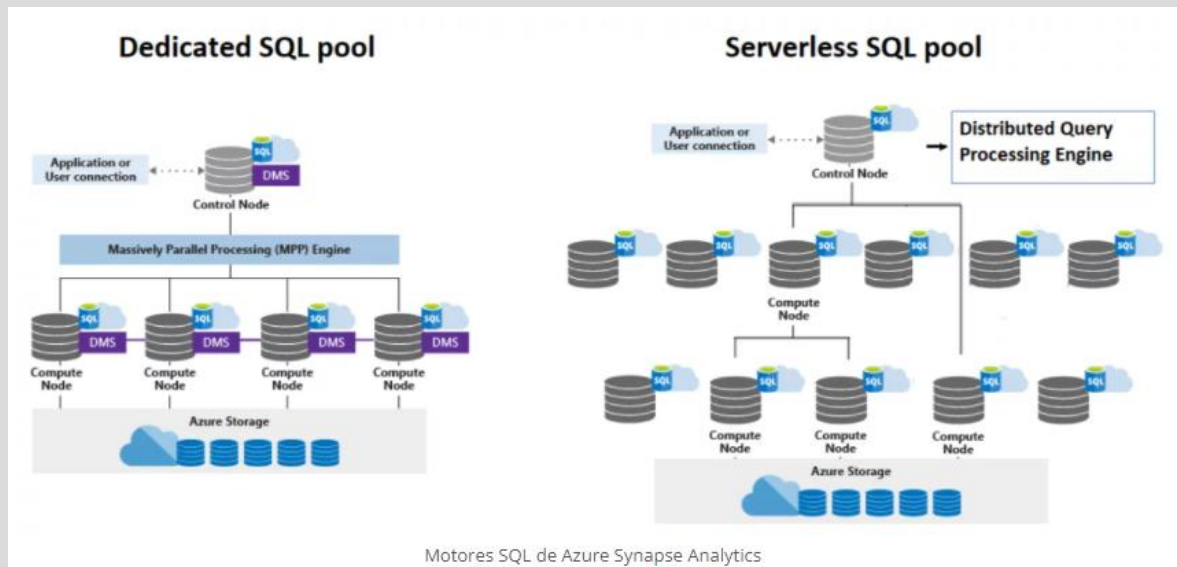 Dedicated SQL pool
Application or
User connection
SQL
DMS
Control Node
Massively Parallel Processing (MPP) Engine
SQL
DMS
SQL
DMS
SQL
DMS
SQL
DMS
Compute
Node
Compute
Node
Compute
Node
Compute
Node
Azure Storage
Serverless SQL pool
Application or
User connection
SQL
Control Node
Distributed Query
Processing Engine
SQL
SQL
SQL
SQL
SQL
SQL
Compute
Node
SQL
SQL
SQL
SQL
SQL
Compute
Node
Compute
Node
Compute
Node
Azure Storage
Motores SQL de Azure Synapse Analytics